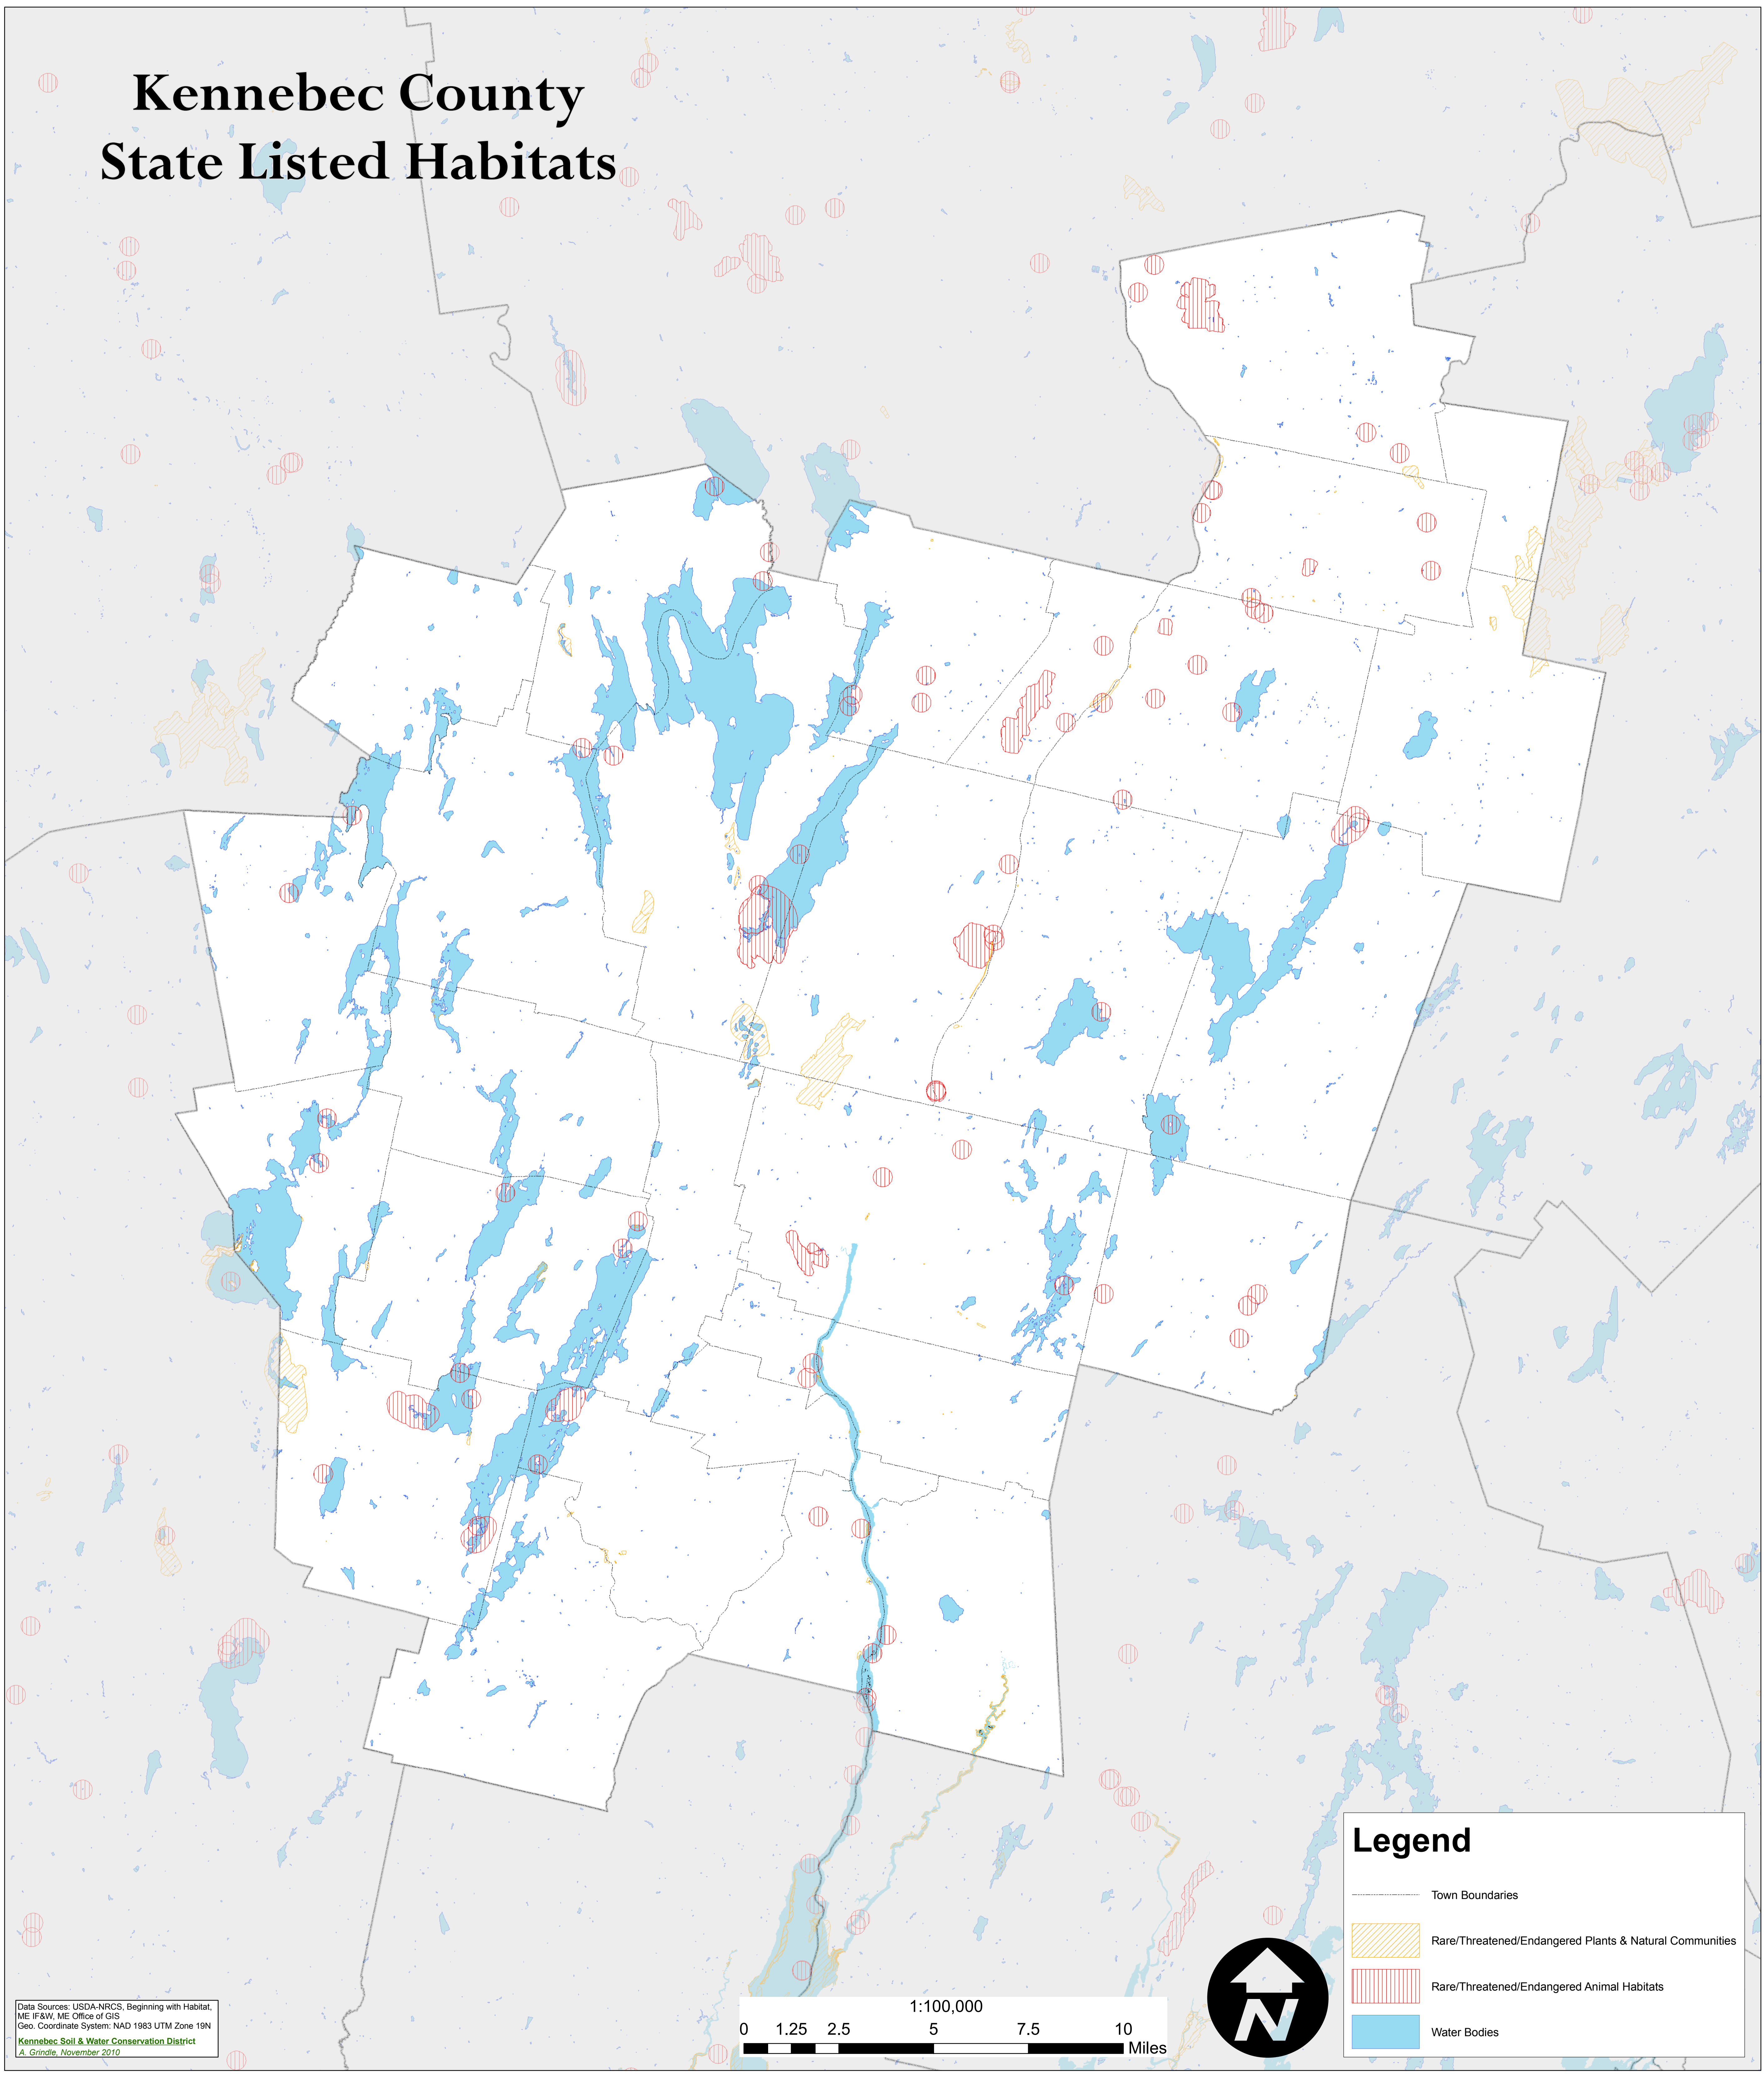 Kennebec County
State Listed Habitats
Legend
Town Boundaries
Rare/Threatened/Endangered Plants & Natural Communities
Rare/Threatened/Endangered Animal Habitats
Water Bodies
1:100,000
0 1.25 2.5 5 7.5 10
Miles
N
Data Sources: USDA-NRCS, Beginning with Habitat,
ME IF&W, ME Office of GIS
Geo. Coordinate System: NAD 1983 UTM Zone 19N
Kennebec Soil & Water Conservation District
A. Grindle, November 2010